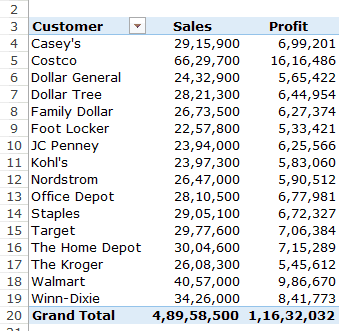 2
3 Customer Sales Profit
4 Casey's 29,15,900 6,99,201
5 Costco 66,29,700 16,16,486
6 Dollar General 24,32,900 5,65,422
7 Dollar Tree 28,21,300 6,44,954
8 Family Dollar 26,73,500 6,27,374
9 Foot Locker 22,57,800 5,33,421
10 JC Penney 23,94,000 6,25,566
11 Kohl's 23,97,300 5,83,060
12 Nordstrom 26,47,000 5,90,512
13 Office Depot 28,10,500 6,77,981
14 Staples 29,05,100 6,72,327
15 Target 29,77,600 7,06,384
16 The Home Depot 30,04,600 7,15,289
17 The Kroger 26,08,300 5,45,612
18 Walmart 40,57,000 9,86,670
19 Winn-Dixie 34,26,000 8,41,773
20 Grand Total 4,89,58,500 1,16,32,032